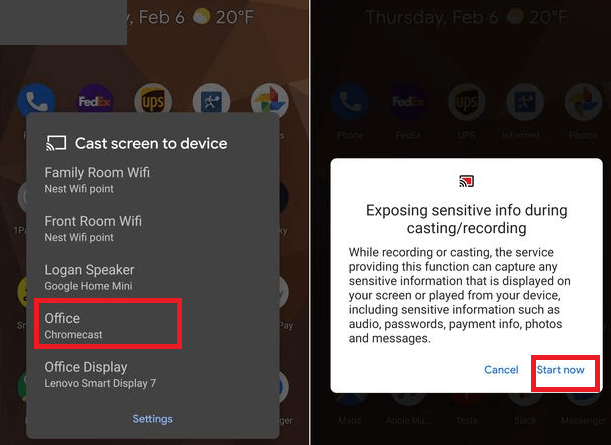 y, Feb 6 20°F
FedEx
ups
Cast screen to device
Family Room Wifi
Nest Wifi point
Front Room Wifi
Nest Wifi point
Logan Speaker
Google Home Mini
Office
Chromecast
Office Display
Lenovo Smart Display 7
Settings
Thursday, Feb 6 20°F
FedEx
ups
Phone FedEx UPS Informed ... Photos
Exposing sensitive info during
casting/recording
While recording or casting, the service
providing this function can capture any
sensitive information that is displayed on
your screen or played from your device,
including sensitive information such as
audio, passwords, payment info, photos
and messages.
Cancel Start now
Maps Apple Mu... Tesla Slack Messenger